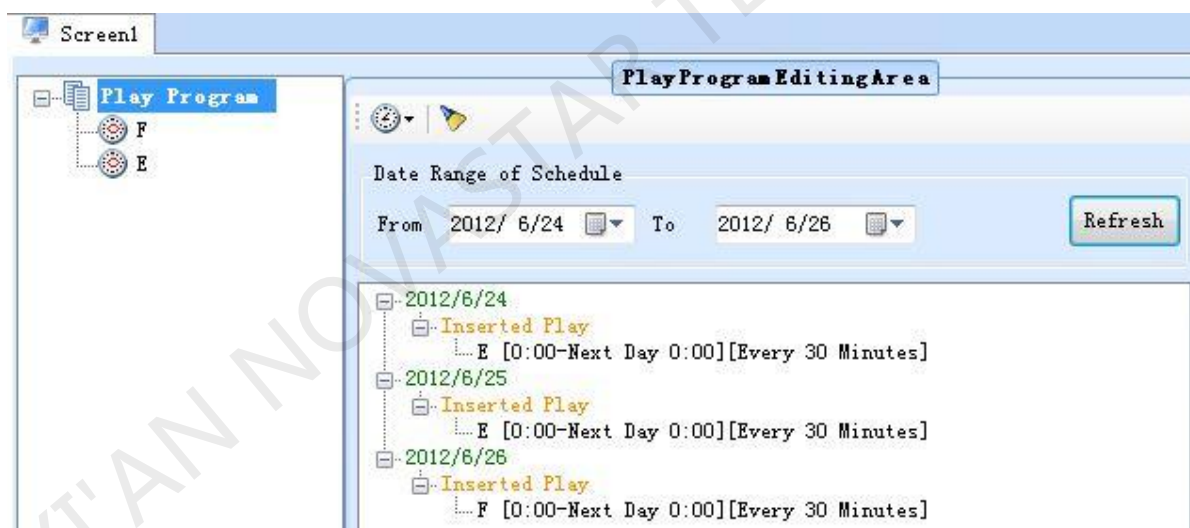 Screen1
Play Program
F
E
PlayProgramEditingArea
Date Range of Schedule
From 2012/ 6/24 To 2012/ 6/26 Refresh
2012/6/24
Inserted Play
E [0:00-Next Day 0:00][Every 30 Minutes]
2012/6/25
Inserted Play
E [0:00-Next Day 0:00][Every 30 Minutes]
2012/6/26
Inserted Play
F [0:00-Next Day 0:00][Every 30 Minutes]
XI'AN NOVASTAR